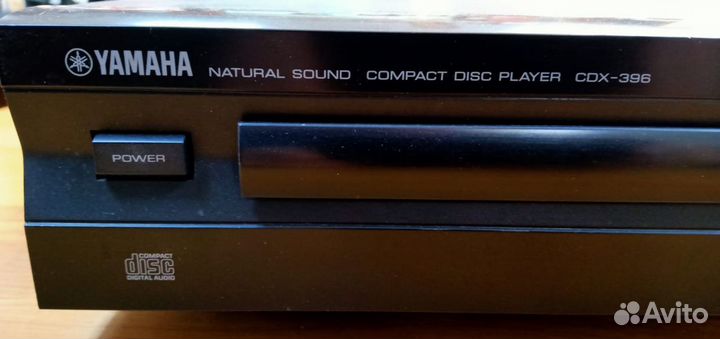 YAMAHA NATURAL SOUND COMPACT DISC PLAYER CDX-396
POWER
COMPACT
disc
DIGITAL AUDIO
Avito